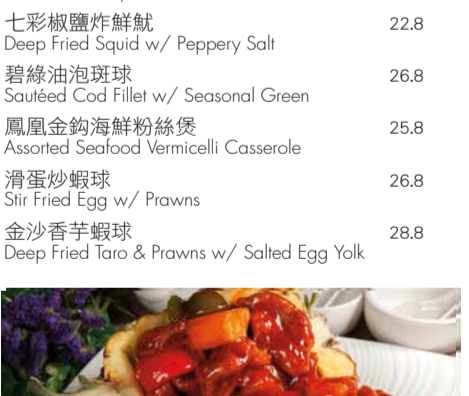 七彩椒鹽炸鮮魷 22.8
Deep Fried Squid w/ Peppery Salt
碧綠油泡斑球 26.8
Sautéed Cod Fillet w/ Seasonal Green
鳳凰金鈎海鮮粉絲煲 25.8
Assorted Seafood Vermicelli Casserole
滑蛋炒蝦球 26.8
Stir Fried Egg w/ Prawns
金沙香芋蝦球 28.8
Deep Fried Taro & Prawns w/ Salted Egg Yolk